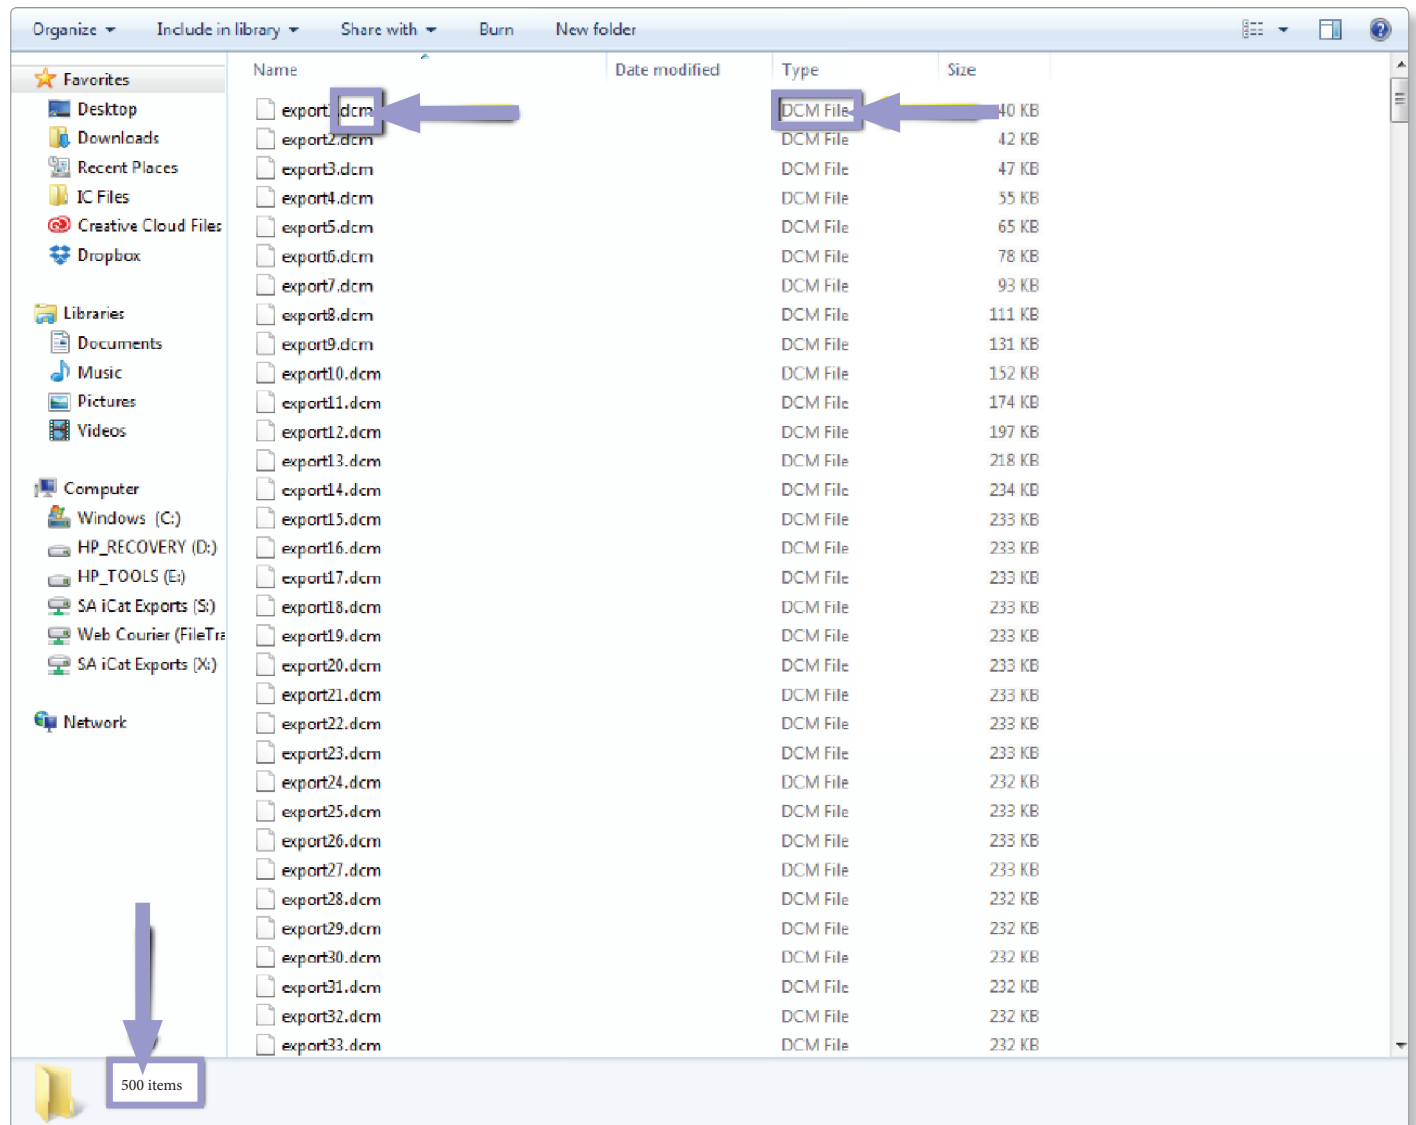 Organize Include in library Share with Burn New folder
Name Date modified Type Size
Favorites
Desktop
Downloads
Recent Places
IC Files
Creative Cloud Files
Dropbox
Libraries
Documents
Music
Pictures
Videos
Computer
Windows (C:)
HP_RECOVERY (D:)
HP_TOOLS (E:)
SA iCat Exports (S:)
Web Courier (FileTra
SA iCat Exports (X:)
Network
export1.dcm DCM File 40 KB
export2.dcm DCM File 42 KB
export3.dcm DCM File 47 KB
export4.dcm DCM File 55 KB
export5.dcm DCM File 65 KB
export6.dcm DCM File 78 KB
export7.dcm DCM File 93 KB
export8.dcm DCM File 111 KB
export9.dcm DCM File 131 KB
export10.dcm DCM File 152 KB
export11.dcm DCM File 174 KB
export12.dcm DCM File 197 KB
export13.dcm DCM File 218 KB
export14.dcm DCM File 234 KB
export15.dcm DCM File 233 KB
export16.dcm DCM File 233 KB
export17.dcm DCM File 233 KB
export18.dcm DCM File 233 KB
export19.dcm DCM File 233 KB
export20.dcm DCM File 233 KB
export21.dcm DCM File 233 KB
export22.dcm DCM File 233 KB
export23.dcm DCM File 233 KB
export24.dcm DCM File 232 KB
export25.dcm DCM File 233 KB
export26.dcm DCM File 233 KB
export27.dcm DCM File 233 KB
export28.dcm DCM File 232 KB
export29.dcm DCM File 232 KB
export30.dcm DCM File 232 KB
export31.dcm DCM File 232 KB
export32.dcm DCM File 232 KB
export33.dcm DCM File 232 KB
500 items